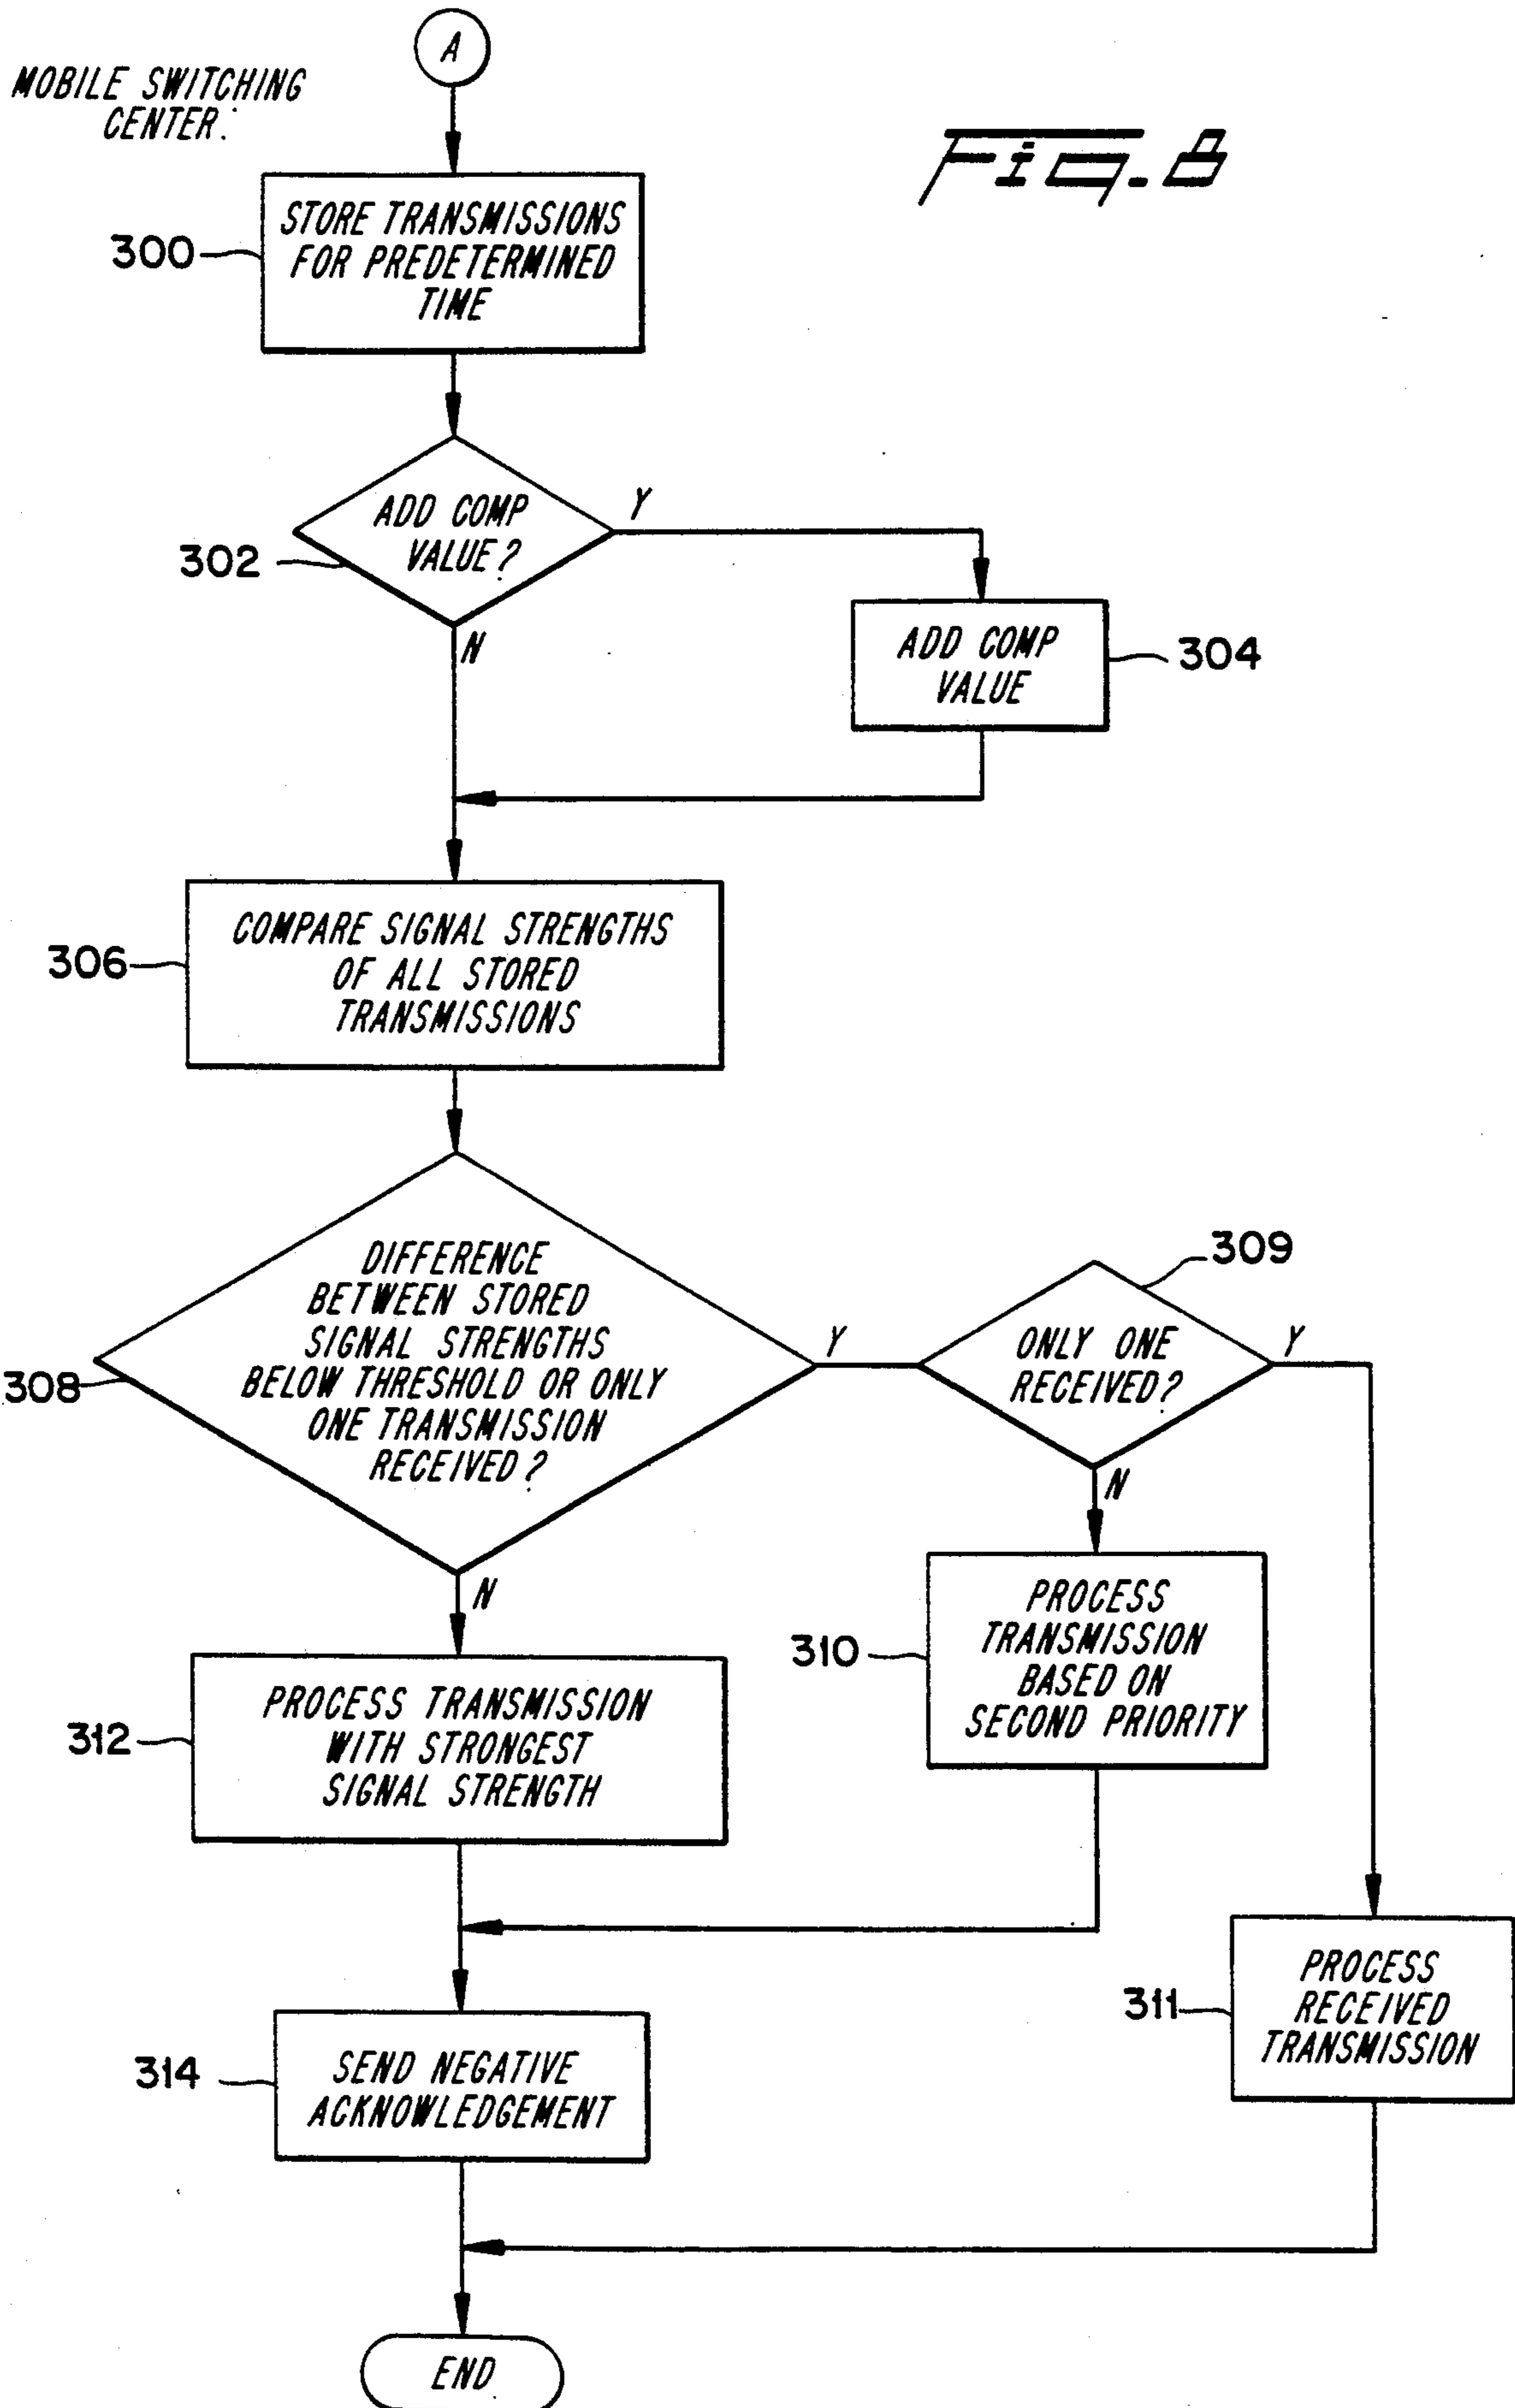 A
MOBILE SWITCHING
CENTER:
Fig. 8
STORE TRANSMISSIONS
FOR PREDETERMINED
TIME
300
ADD COMP
VALUE?
302
Y
N
ADD COMP
VALUE
304
COMPARE SIGNAL STRENGTHS
OF ALL STORED
TRANSMISSIONS
306
DIFFERENCE
BETWEEN STORED
SIGNAL STRENGTHS
BELOW THRESHOLD OR ONLY
ONE TRANSMISSION
RECEIVED?
308
Y
N
309
ONLY ONE
RECEIVED?
Y
N
PROCESS
TRANSMISSION
BASED ON
SECOND PRIORITY
310
PROCESS TRANSMISSION
WITH STRONGEST
SIGNAL STRENGTH
312
PROCESS
RECEIVED
TRANSMISSION
311
SEND NEGATIVE
ACKNOWLEDGEMENT
314
END